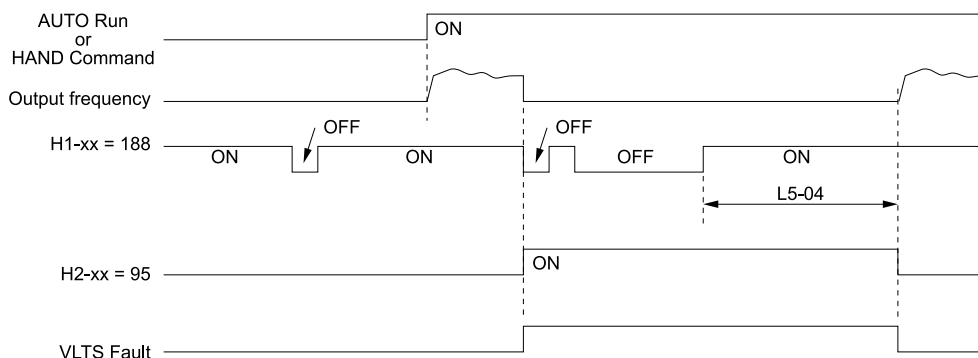 AUTO Run
or
HAND Command
ON
Output frequency
OFF
OFF
H1-xx = 188
ON
ON
OFF
ON
L5-04
H2-xx = 95
ON
VLTS Fault